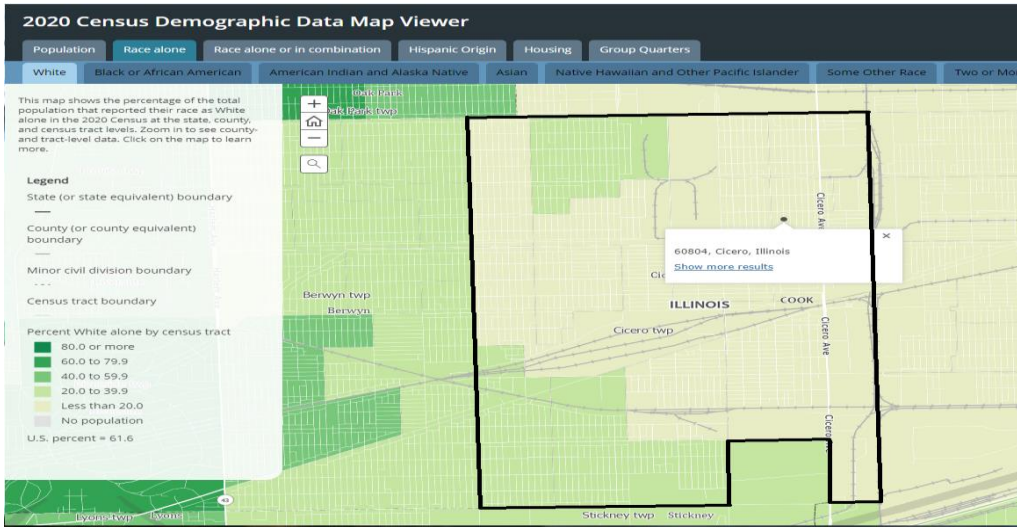 2020 Census Demographic Data Map Viewer
Population Race alone Race alone or in combination Hispanic Origin Housing Group Quarters
White Black or African American American Indian and Alaska Native Asian Native Hawaiian and Other Pacific Islander Some Other Race Two or Mo
This map shows the percentage of the total
population that reported their race as White
alone in the 2020 Census at the state, county,
and census tract levels. Zoom in to see county-
and tract-level data. Click on the map to learn
more.
Legend
State (or state equivalent) boundary
County (or county equivalent)
boundary
Minor civil division boundary
Census tract boundary
Percent White alone by census tract
80.0 or more
60.0 to 79.9
40.0 to 59.9
20.0 to 39.9
Less than 20.0
No population
U.S. percent = 61.6
Oak Park
Oak Park twp
Cicero Av
60804, Cicero, Illinois
Show more results
Cic
Berwyn twp
Berwyn
ILLINOIS COOK
Cicero twp
Cicero Ave
Cicero Ave
43
Lyons twp Lyons
Stickney twp Stickney